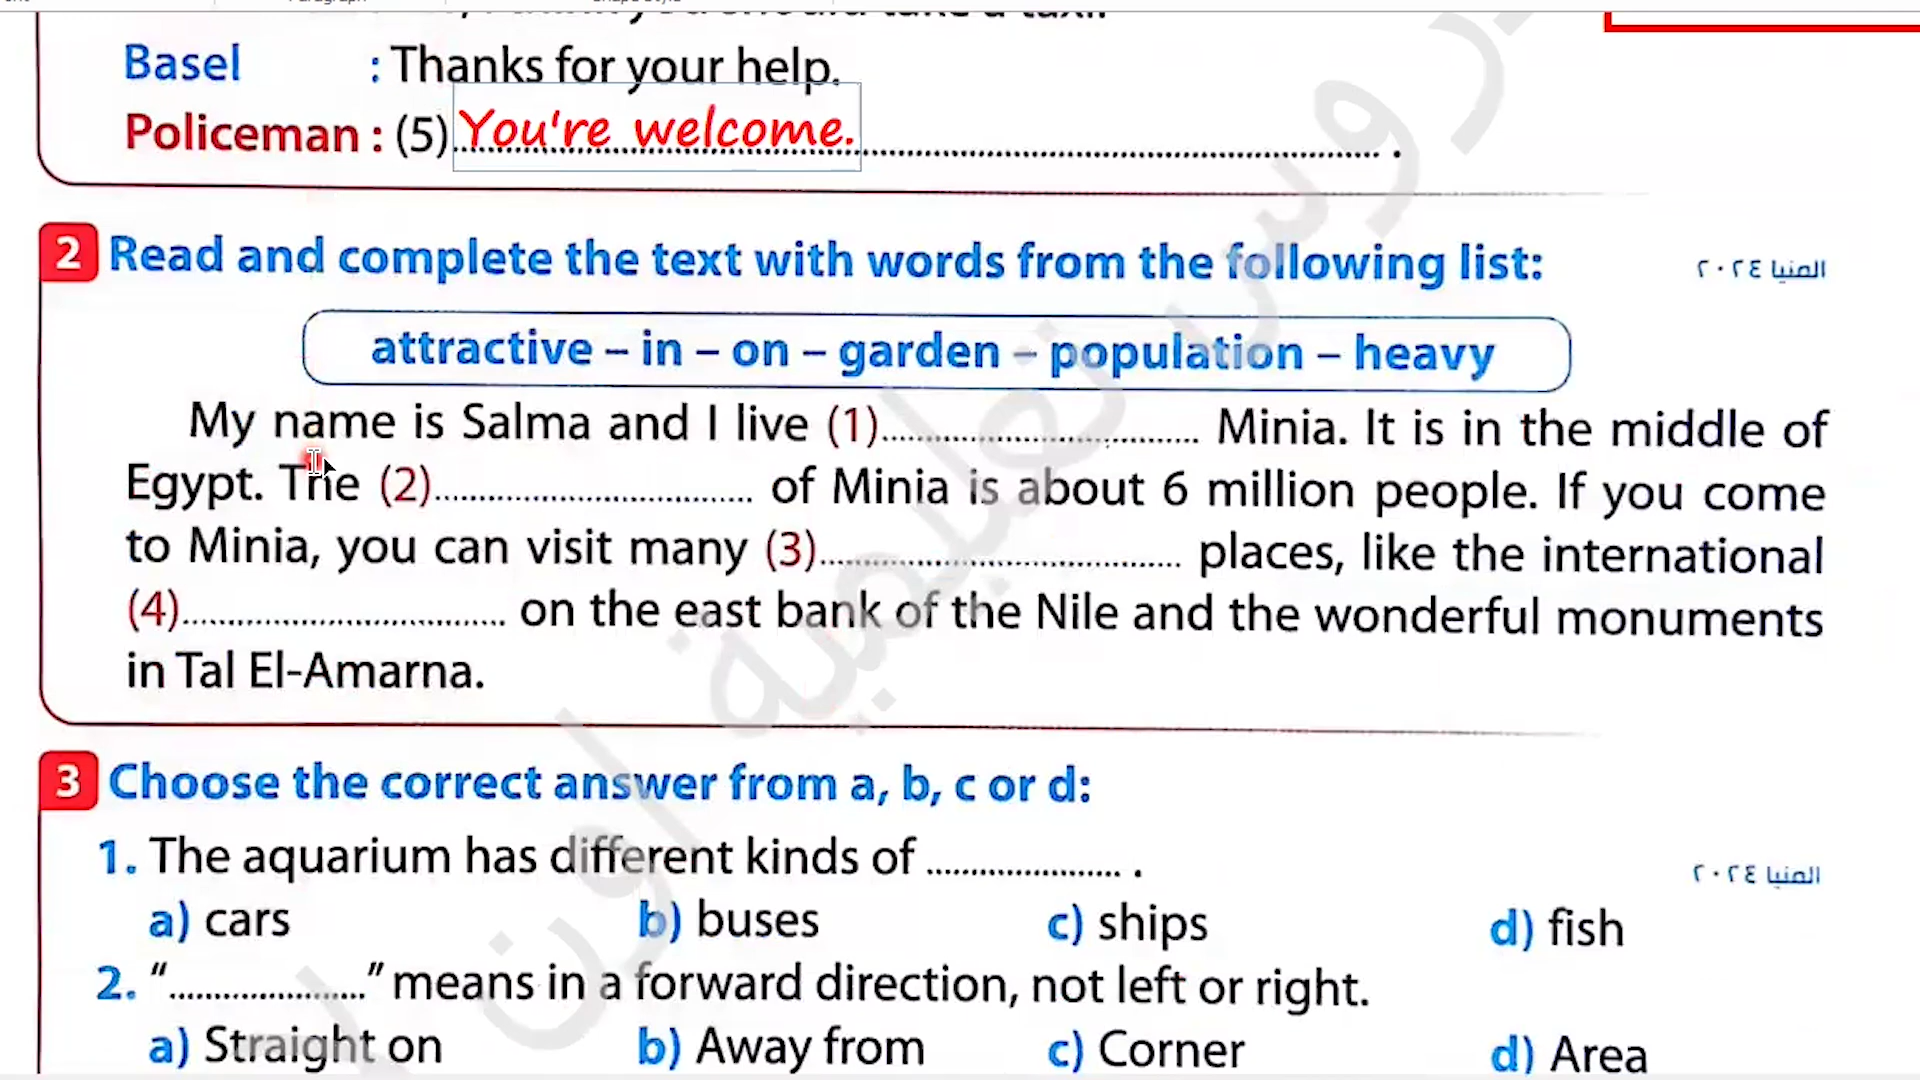 Basel : Thanks for your help.
Policeman : (5) You're welcome. .
2 Read and complete the text with words from the following list: المنيا ٢٠٢٤
attractive – in – on – garden – population – heavy
My name is Salma and I live (1)............................ Minia. It is in the middle of
Egypt. The (2)............................ of Minia is about 6 million people. If you come
to Minia, you can visit many (3)................................ places, like the international
(4)............................ on the east bank of the Nile and the wonderful monuments
in Tal El-Amarna.
3 Choose the correct answer from a, b, c or d:
1. The aquarium has different kinds of .................... . المنيا ٢٠٢٤
a) cars b) buses c) ships d) fish
2. “....................” means in a forward direction, not left or right.
a) Straight on b) Away from c) Corner d) Area
دروس تعليمية اون